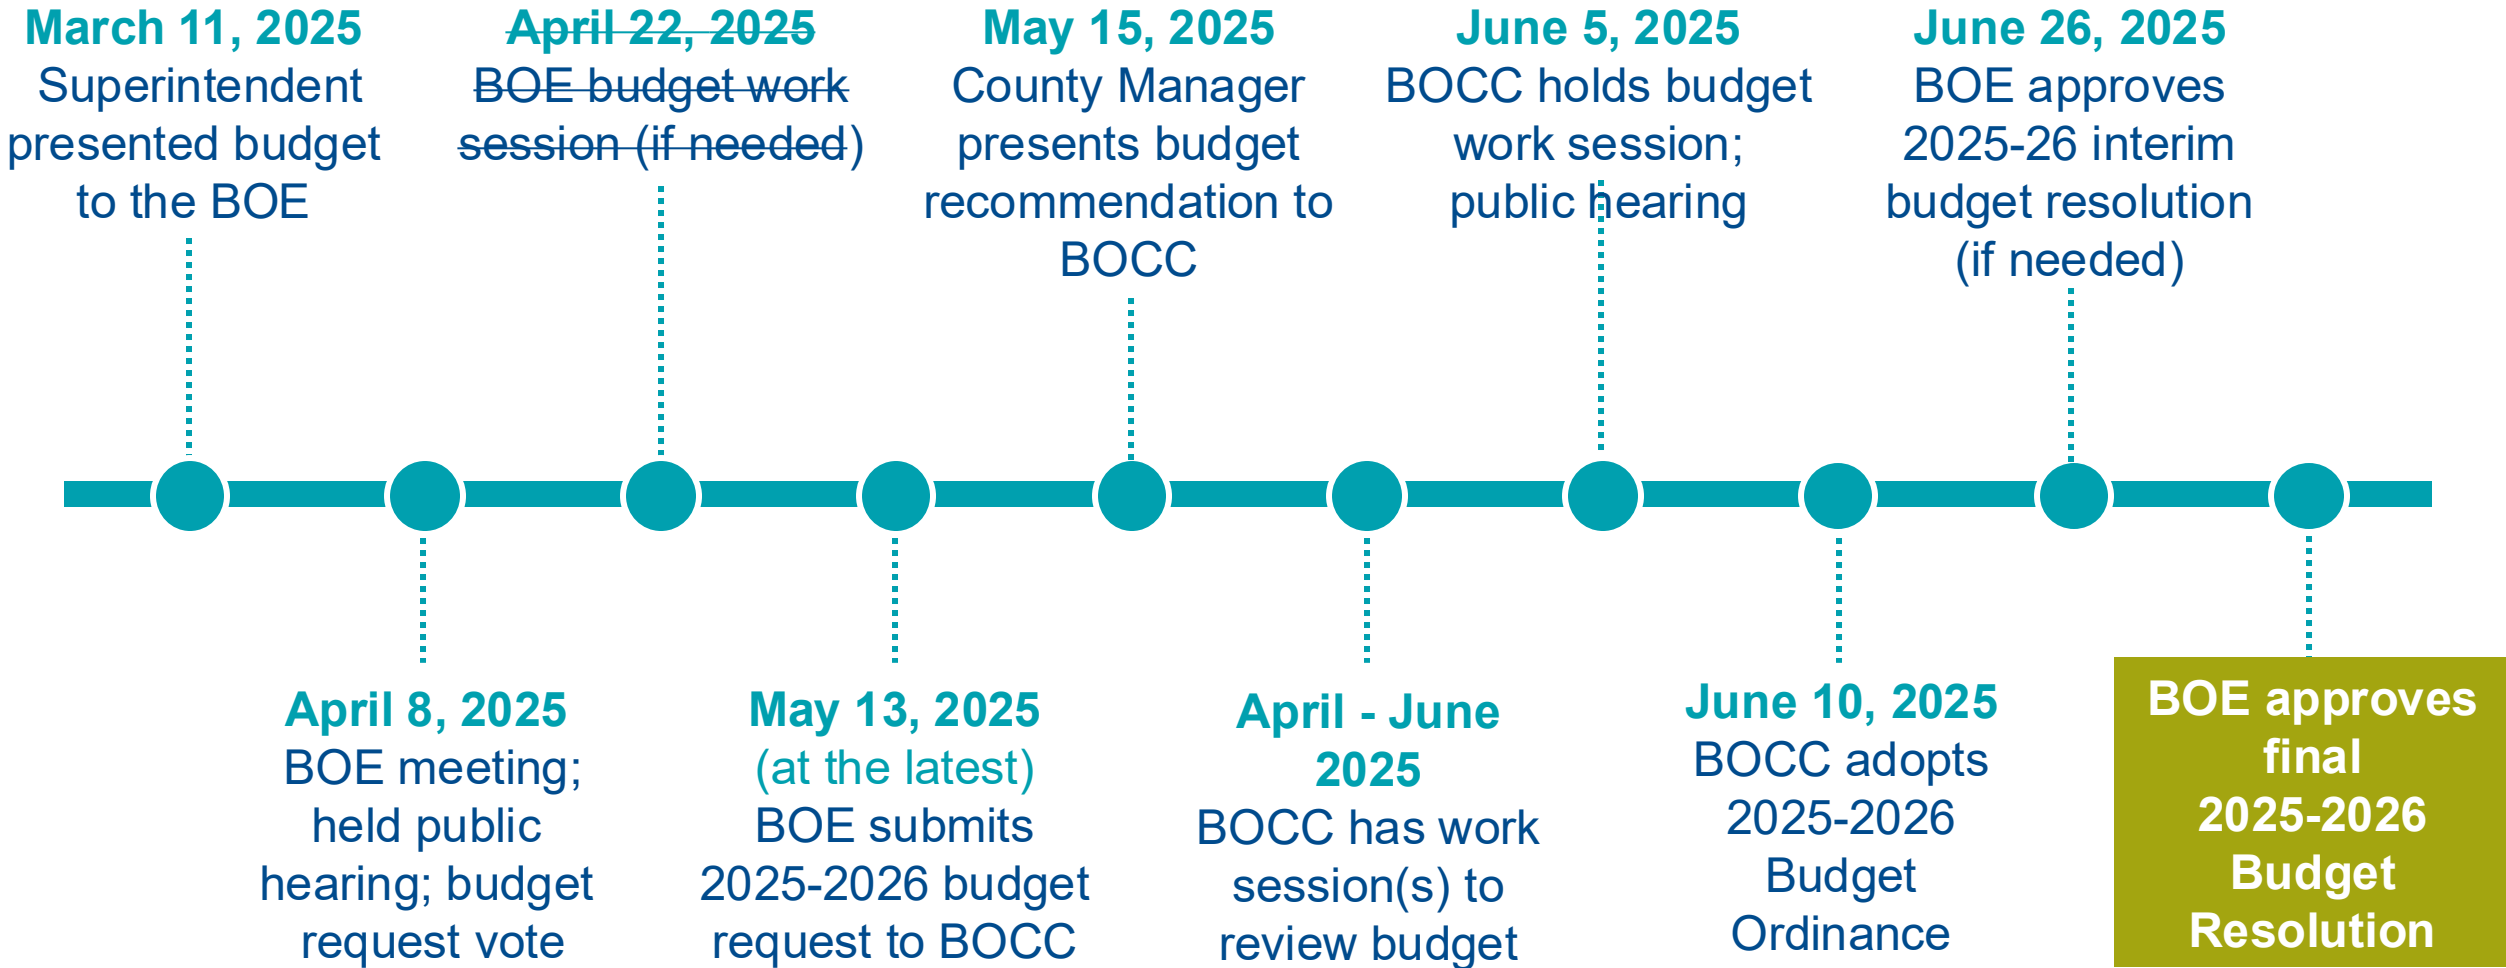 March 11, 2025
Superintendent
presented budget
to the BOE
April 22, 2025
BOE budget work
session (if needed)
May 15, 2025
County Manager
presents budget
recommendation to
BOCC
June 5, 2025
BOCC holds budget
work session;
public hearing
June 26, 2025
BOE approves
2025-26 interim
budget resolution
(if needed)
April 8, 2025
BOE meeting;
held public
hearing; budget
request vote
May 13, 2025
(at the latest)
BOE submits
2025-2026 budget
request to BOCC
April - June
2025
BOCC has work
session(s) to
review budget
June 10, 2025
BOCC adopts
2025-2026
Budget
Ordinance
BOE approves
final
2025-2026
Budget
Resolution